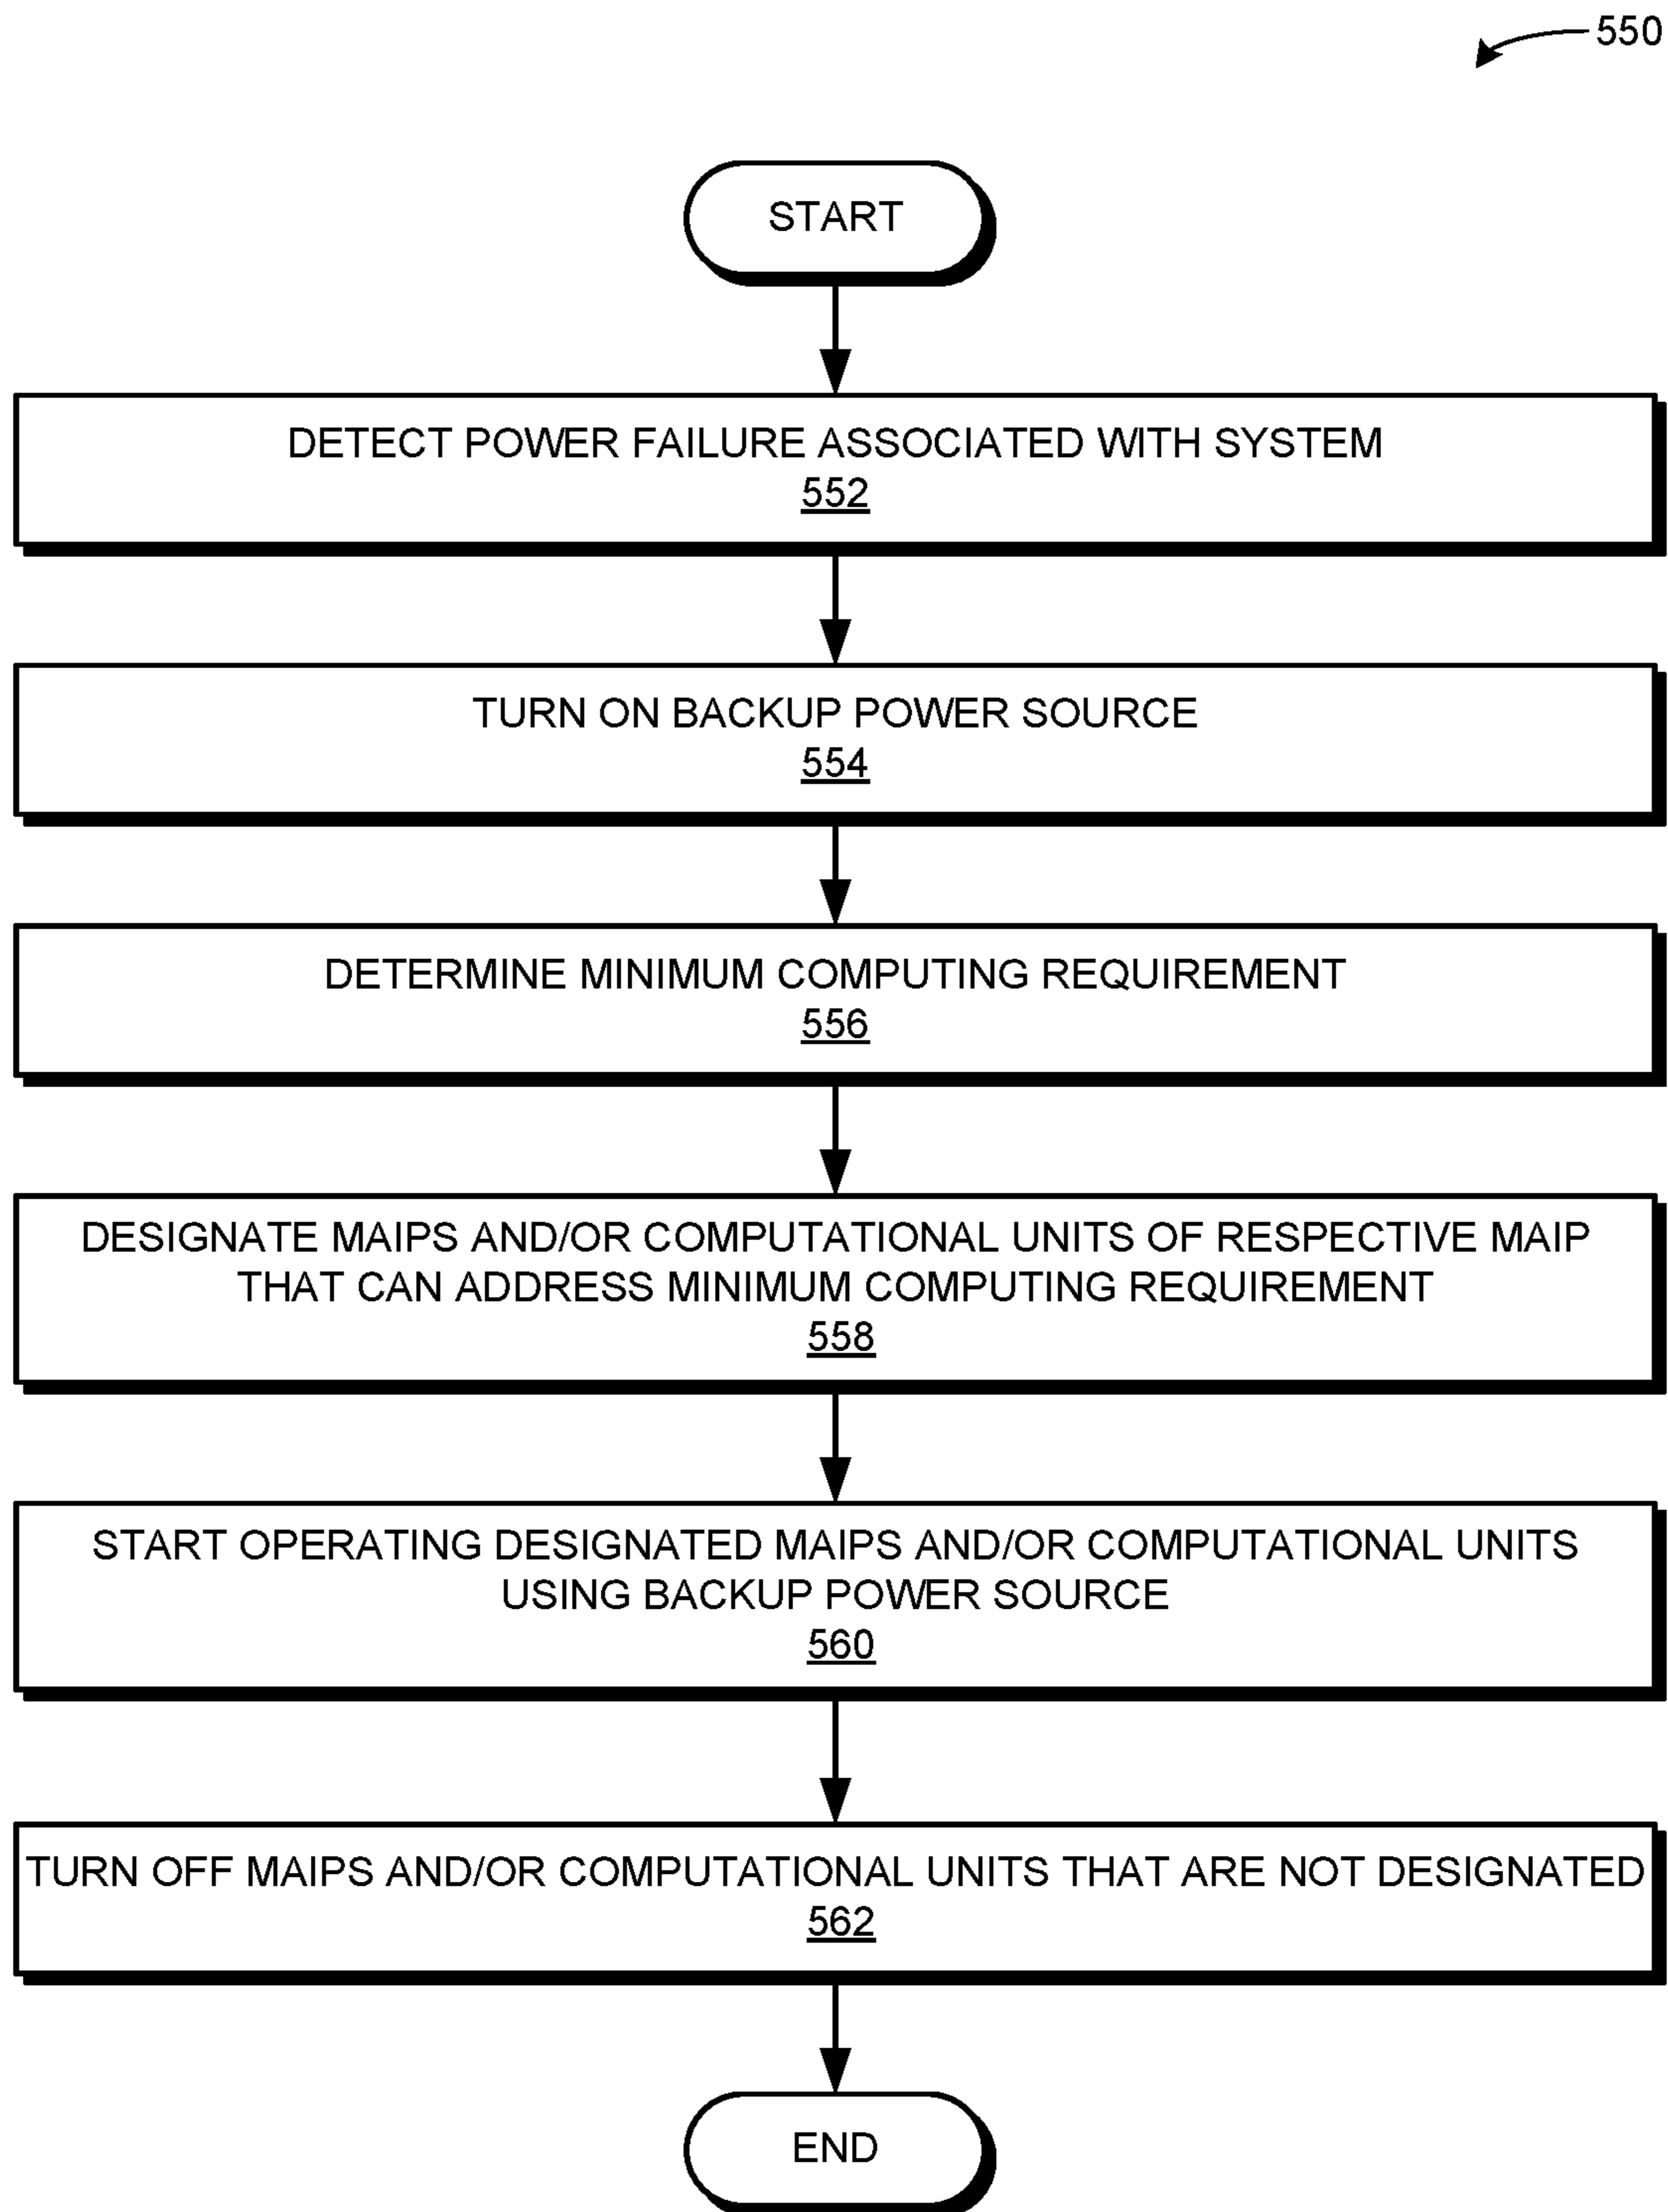 550
START
DETECT POWER FAILURE ASSOCIATED WITH SYSTEM
552
TURN ON BACKUP POWER SOURCE
554
DETERMINE MINIMUM COMPUTING REQUIREMENT
556
DESIGNATE MAIPS AND/OR COMPUTATIONAL UNITS OF RESPECTIVE MAIP
THAT CAN ADDRESS MINIMUM COMPUTING REQUIREMENT
558
START OPERATING DESIGNATED MAIPS AND/OR COMPUTATIONAL UNITS
USING BACKUP POWER SOURCE
560
TURN OFF MAIPS AND/OR COMPUTATIONAL UNITS THAT ARE NOT DESIGNATED
562
END